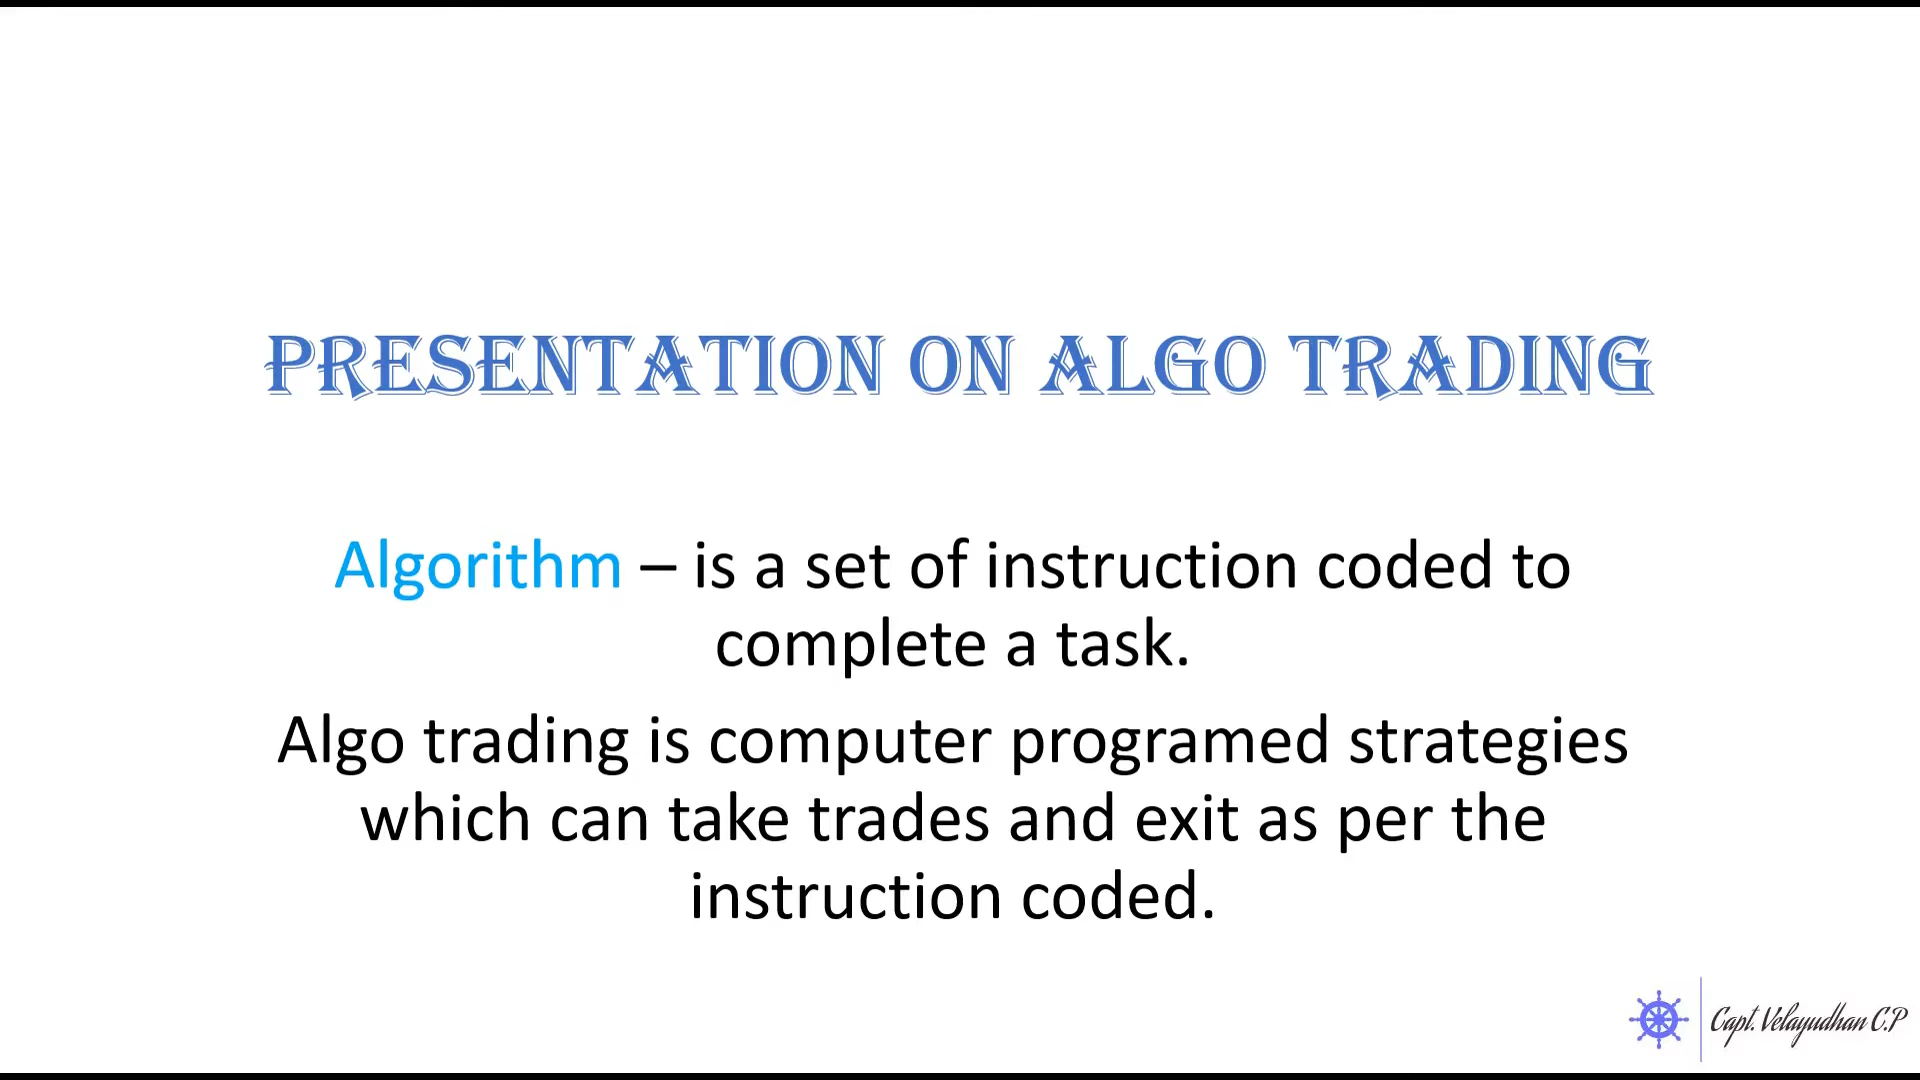 PRESENTATION ON ALGO TRADING
Algorithm – is a set of instruction coded to
complete a task.
Algo trading is computer programed strategies
which can take trades and exit as per the
instruction coded.
Capt. Velayudhan C.P